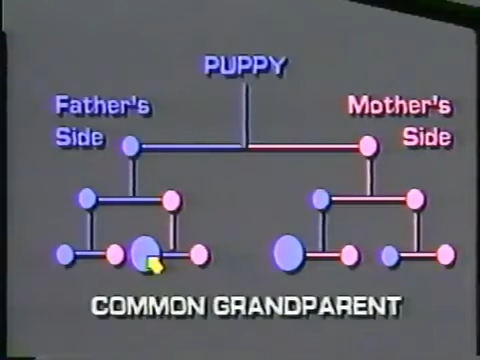 PUPPY
Father's
Side
Mother's
Side
COMMON GRANDPARENT